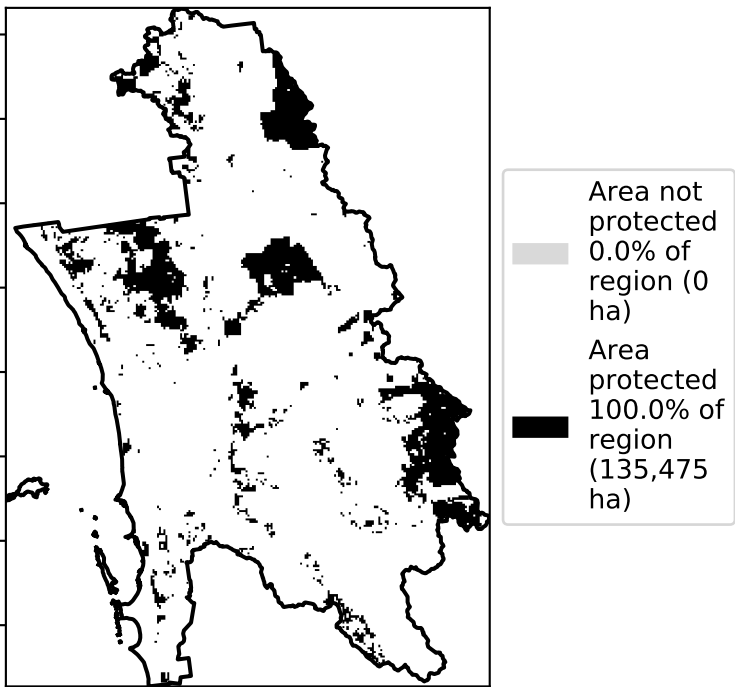 Area not
protected
0.0% of
region (0
ha)
Area
protected
100.0% of
region
(135,475
ha)